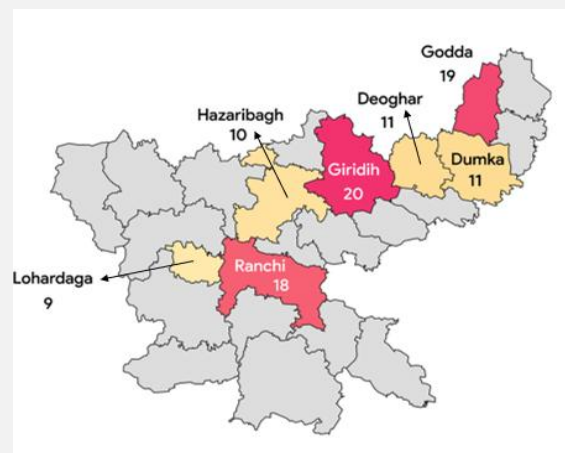 Godda
19
Deoghar
11
Hazaribagh
10
Giridih
20
Dumka
11
Ranchi
18
Lohardaga
9